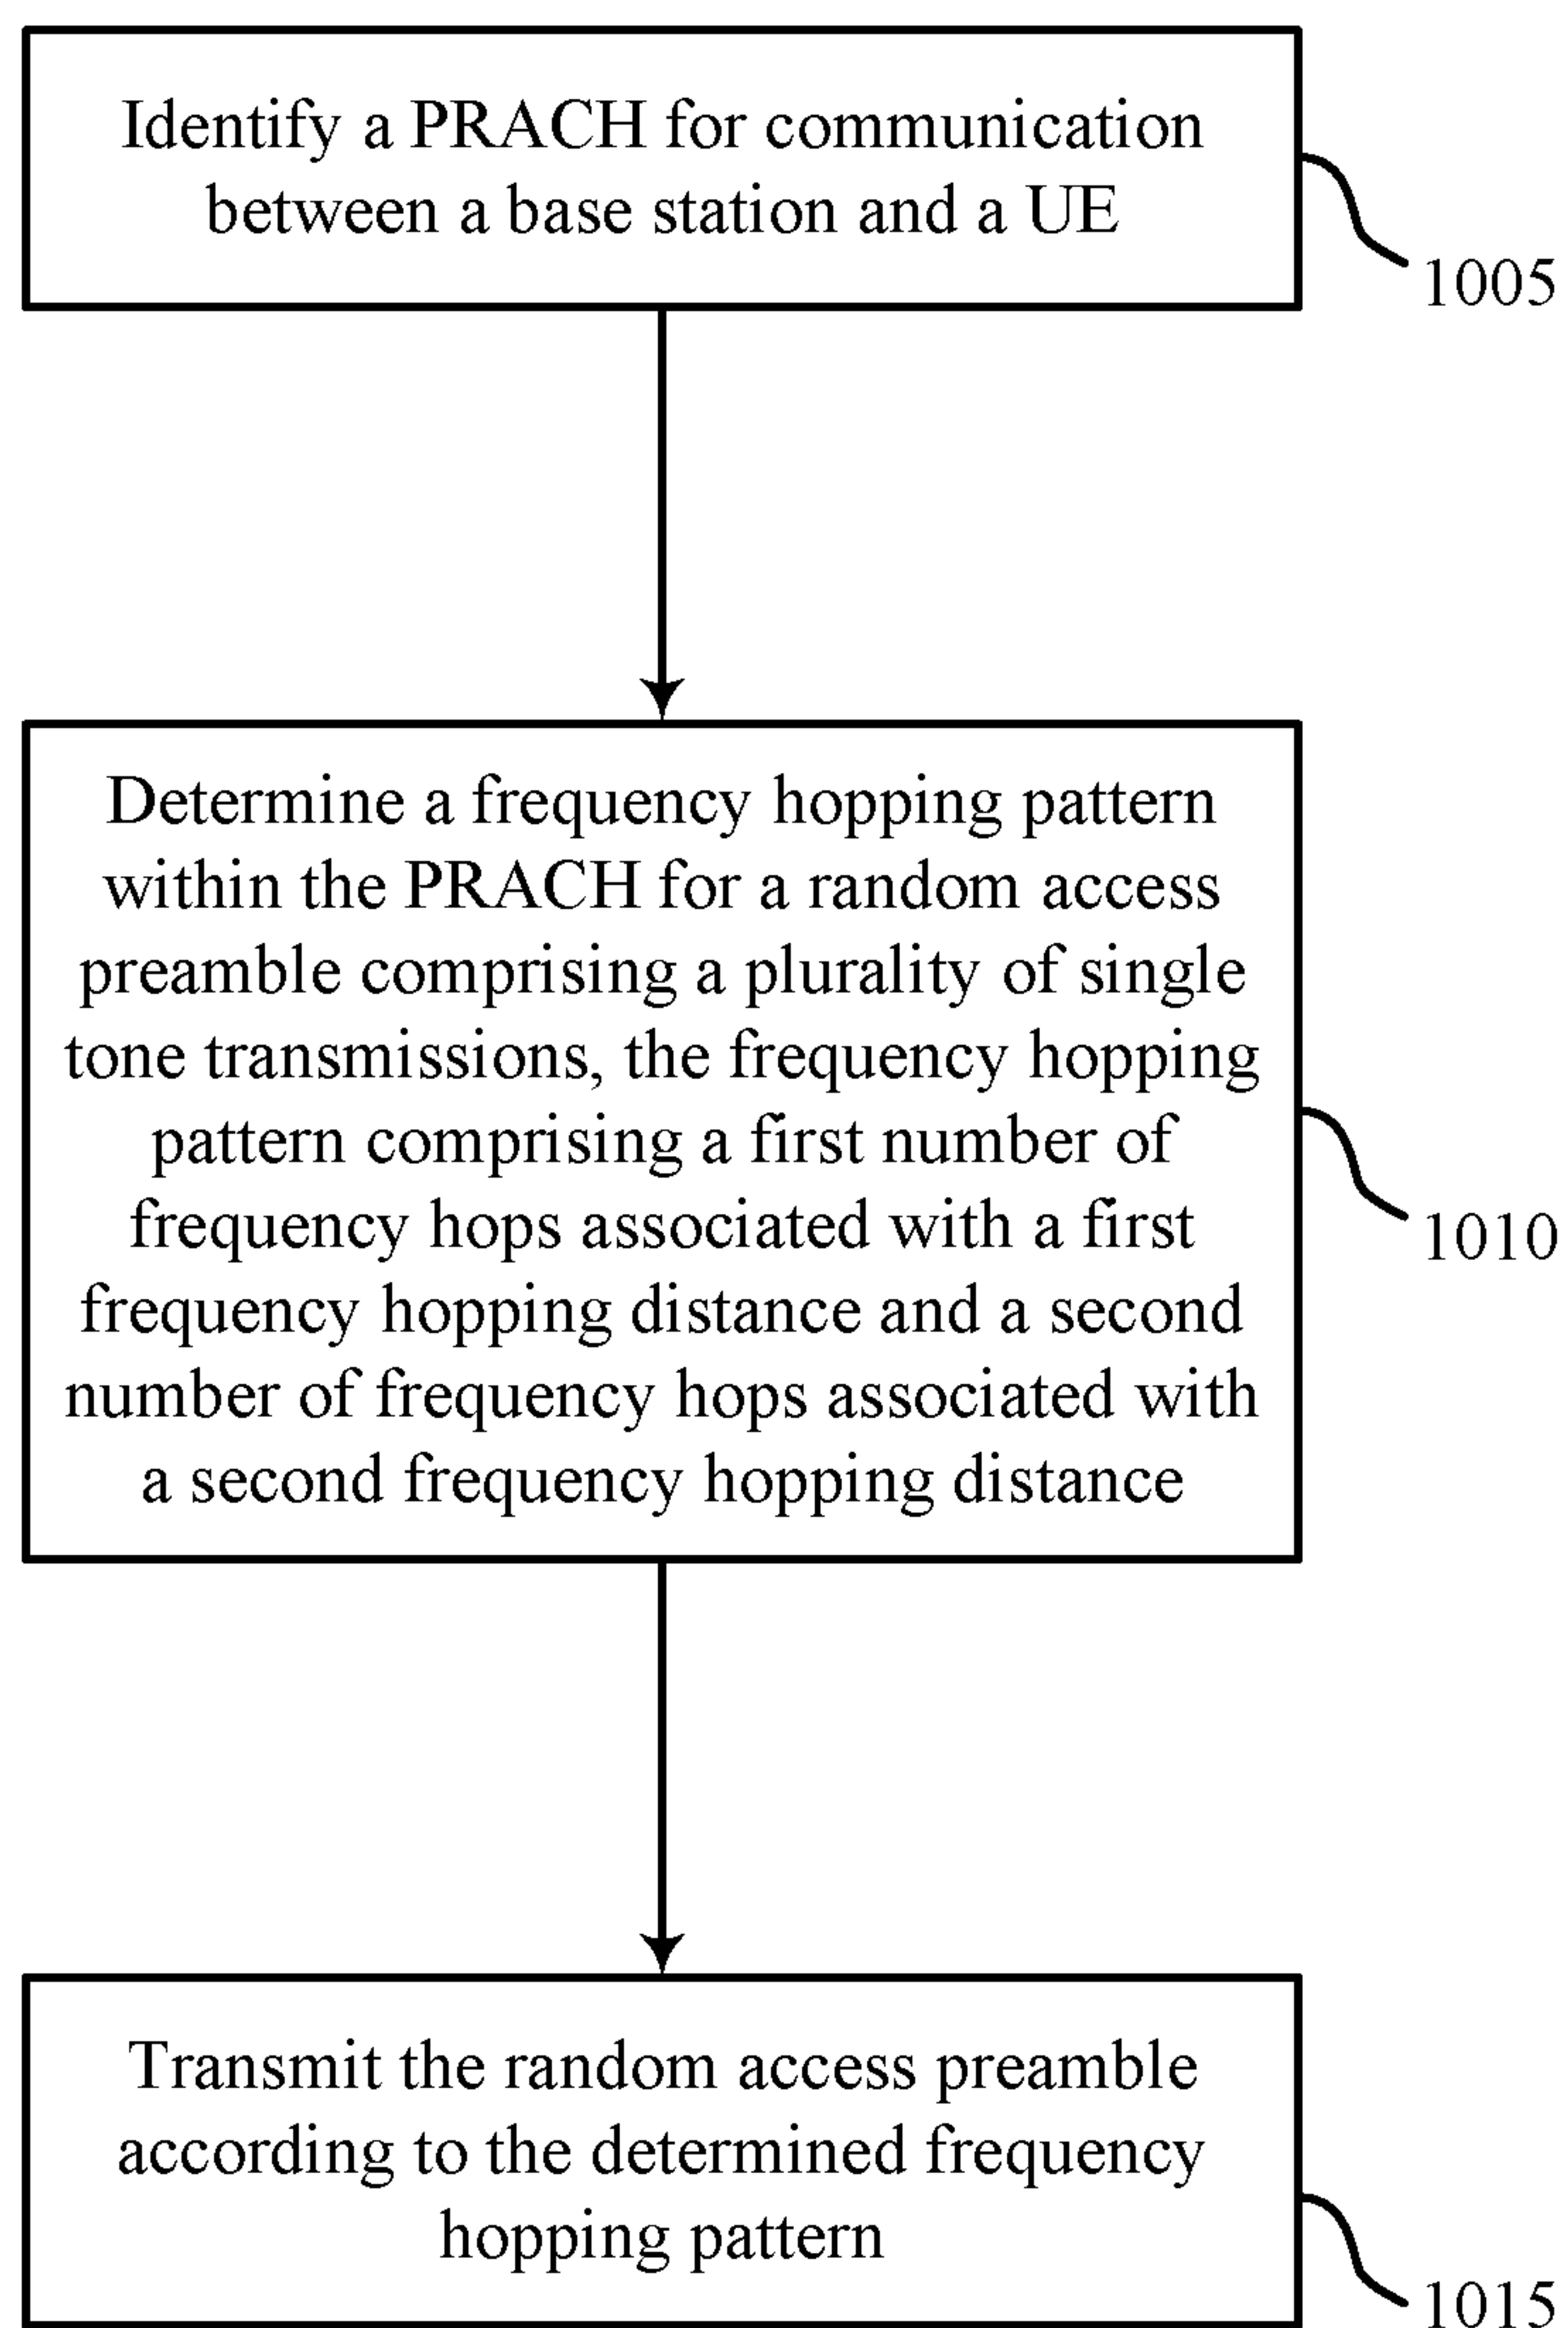 Identify a PRACH for communication
between a base station and a UE
1005
Determine a frequency hopping pattern
within the PRACH for a random access
preamble comprising a plurality of single
tone transmissions, the frequency hopping
pattern comprising a first number of
frequency hops associated with a first
frequency hopping distance and a second
number of frequency hops associated with
a second frequency hopping distance
1010
Transmit the random access preamble
according to the determined frequency
hopping pattern
1015